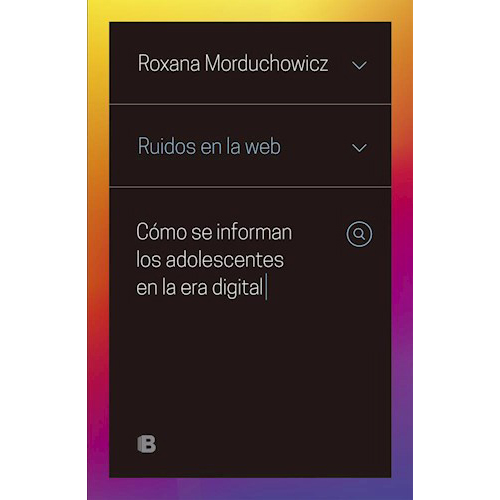 Roxana Morduchowicz
Ruidos en la web
Cómo se informan
los adolescentes
en la era digital
B